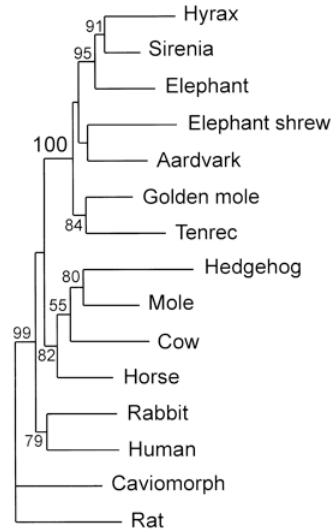 91
Hyrax
95
Sirenia
Elephant
Elephant shrew
100
Aardvark
Golden mole
84
Tenrec
Hedgehog
80
55
Mole
99
Cow
82
Horse
Rabbit
79
Human
Caviomorph
Rat